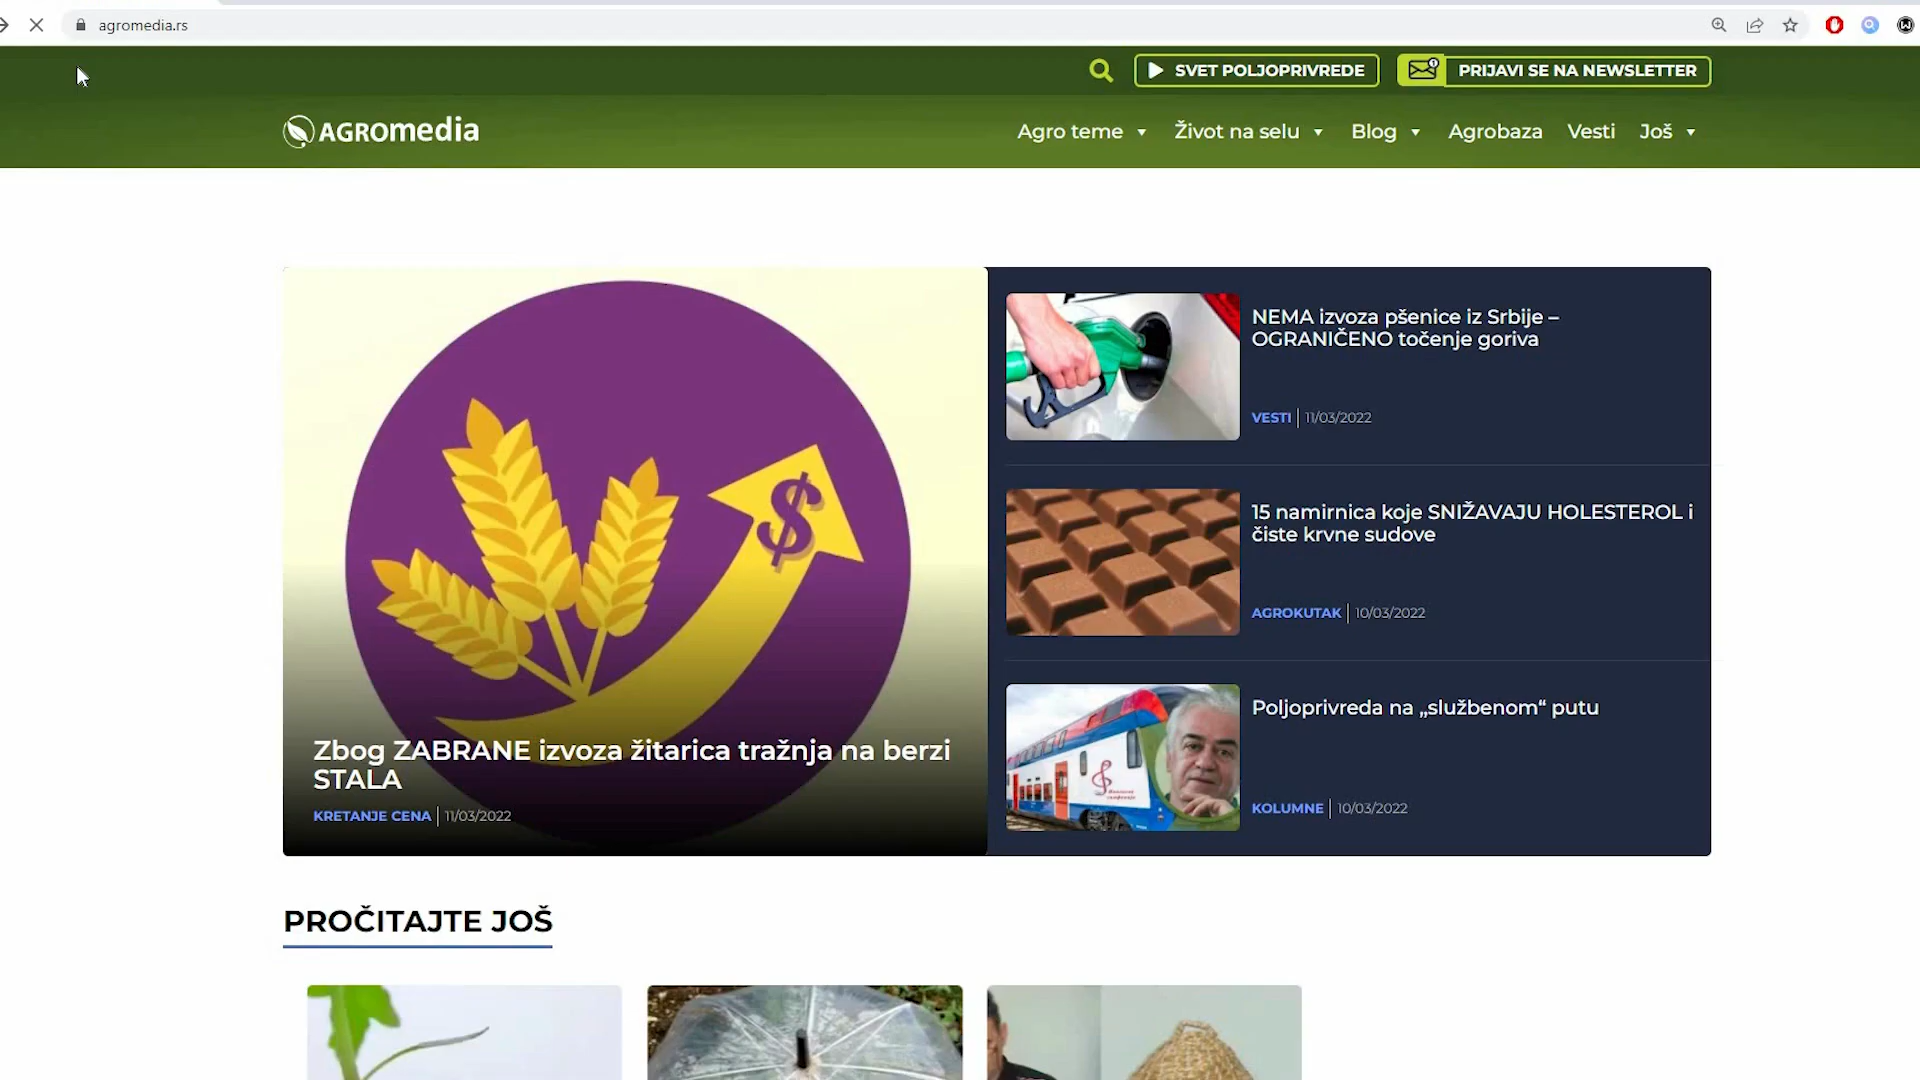 agromedia.rs
SVET POLJOPRIVREDE
PRIJAVI SE NA NEWSLETTER
AGROmedia
Agro teme
Život na selu
Blog
Agrobaza
Vesti
Još
$
NEMA izvoza pšenice iz Srbije –
OGRANIČENO točenje goriva
VESTI | 11/03/2022
15 namirnica koje SNIŽAVAJU HOLESTEROL i
čiste krvne sudove
AGROKUTAK | 10/03/2022
Poljoprivreda na „službenom“ putu
KOLUMNE | 10/03/2022
Zbog ZABRANE izvoza žitarica tražnja na berzi
STALA
KRETANJE CENA | 11/03/2022
PROČITAJTE JOŠ